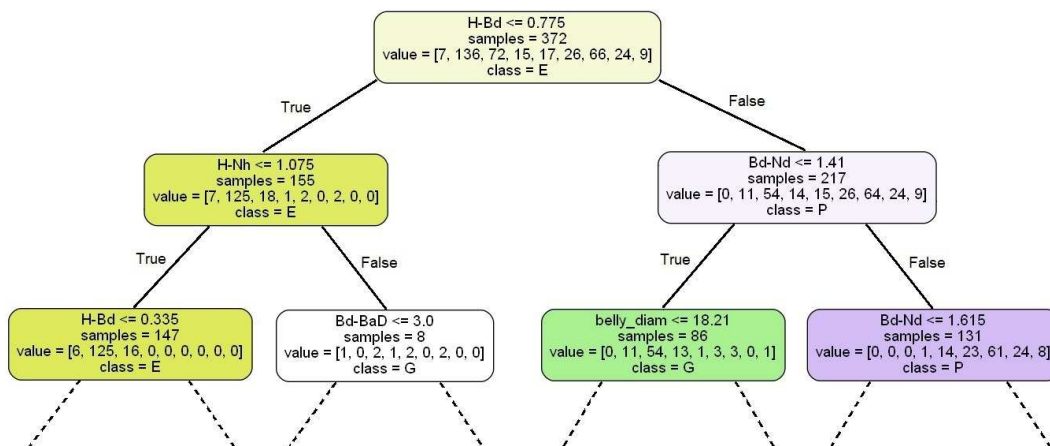 H-Bd <= 0.775
samples = 372
value = [7, 136, 72, 15, 17, 26, 66, 24, 9]
class = E
True
False
H-Nh <= 1.075
samples = 155
value = [7, 125, 18, 1, 2, 0, 2, 0, 0]
class = E
Bd-Nd <= 1.41
samples = 217
value = [0, 11, 54, 14, 15, 26, 64, 24, 9]
class = P
True
False
True
False
H-Bd <= 0.335
samples = 147
value = [6, 125, 16, 0, 0, 0, 0, 0, 0]
class = E
Bd-BaD <= 3.0
samples = 8
value = [1, 0, 2, 1, 2, 0, 2, 0, 0]
class = G
belly_diam <= 18.21
samples = 86
value = [0, 11, 54, 13, 1, 3, 3, 0, 1]
class = G
Bd-Nd <= 1.615
samples = 131
value = [0, 0, 0, 1, 14, 23, 61, 24, 8]
class = P